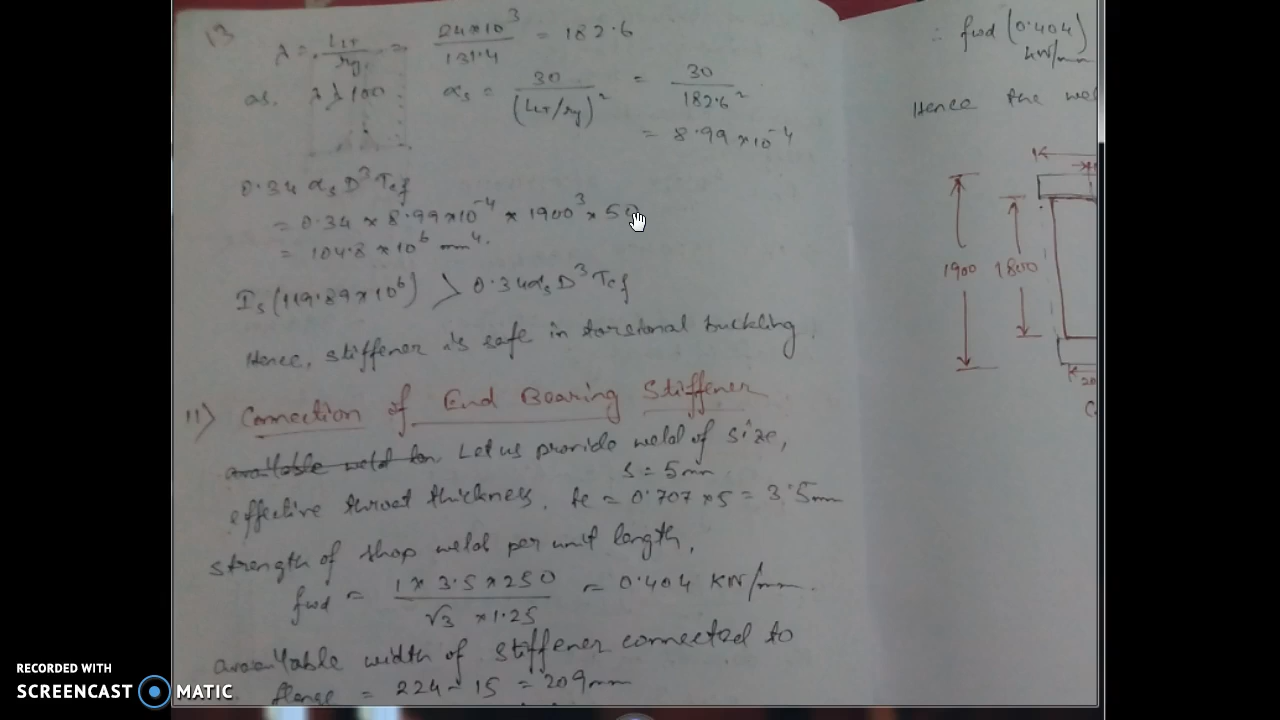 13
λ = LLT/ry = 24×10³/131.4 = 182.6
as. λ > 100 αs = 30/(LLT/ry)² = 30/182.6²
= 8.99×10⁻⁴
0.34 αs D³ Tcf
= 0.34 × 8.99×10⁻⁴ × 1900³ × 50
= 104.8 ×10⁶ mm⁴.
Is (119.89×10⁶) > 0.34αs D³ Tcf
Hence, stiffener is safe in torsional buckling.
11) Connection of End Bearing Stiffener
available weld len Let us provide weld of size,
s = 5mm
effective throat thickness, te = 0.707 ×5 = 3.5mm
strength of shop weld per unit length,
fwd = 1 × 3.5 × 250/√3 ×1.25 = 0.404 KN/mm.
available width of stiffener connected to
flange = 224 - 15 = 209mm
∴ fwd (0.404)
kN/mm
Hence the wel
1900 1800
20
C
RECORDED WITH
SCREENCAST MATIC